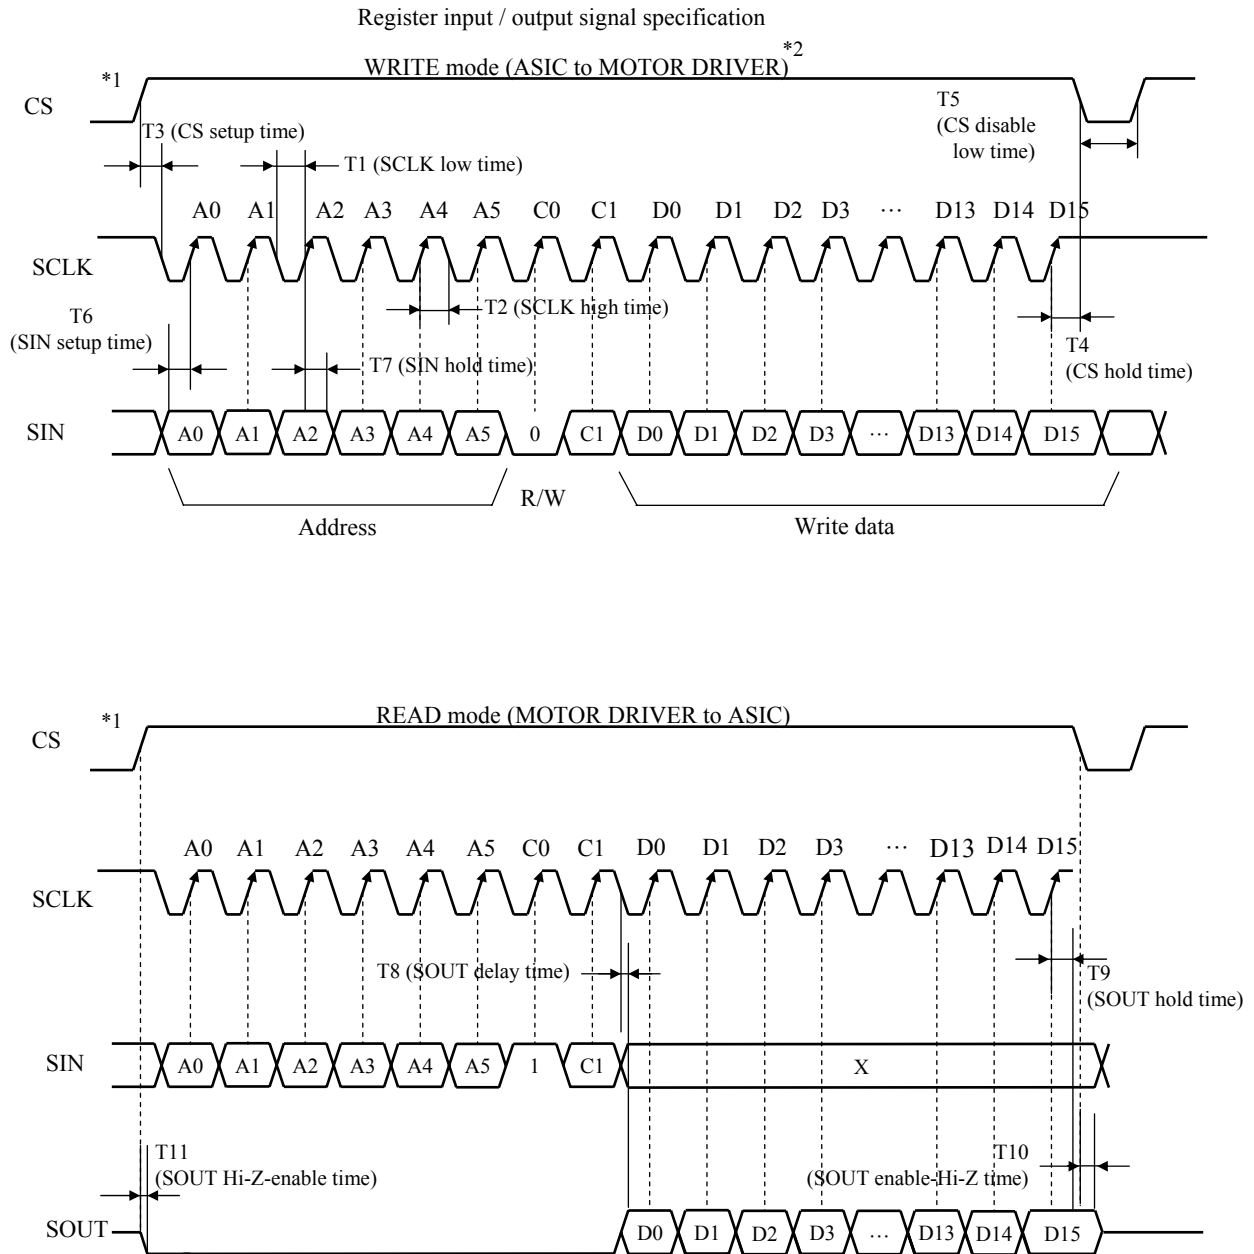 Register input / output signal specification
*1
WRITE mode (ASIC to MOTOR DRIVER)*2
CS
T3 (CS setup time)
T1 (SCLK low time)
T5
(CS disable
low time)
A0 A1 A2 A3 A4 A5 C0 C1 D0 D1 D2 D3 ⋯ D13 D14 D15
SCLK
T2 (SCLK high time)
T6
(SIN setup time)
T7 (SIN hold time)
T4
(CS hold time)
SIN
A0 A1 A2 A3 A4 A5 0 C1 D0 D1 D2 D3 ⋯ D13 D14 D15
R/W
Address
Write data
*1
READ mode (MOTOR DRIVER to ASIC)
CS
A0 A1 A2 A3 A4 A5 C0 C1 D0 D1 D2 D3 ⋯ D13 D14 D15
SCLK
T8 (SOUT delay time)
T9
(SOUT hold time)
SIN
A0 A1 A2 A3 A4 A5 1 C1 X
T11
(SOUT Hi-Z-enable time)
T10
(SOUT enable-Hi-Z time)
SOUT
D0 D1 D2 D3 ⋯ D13 D14 D15